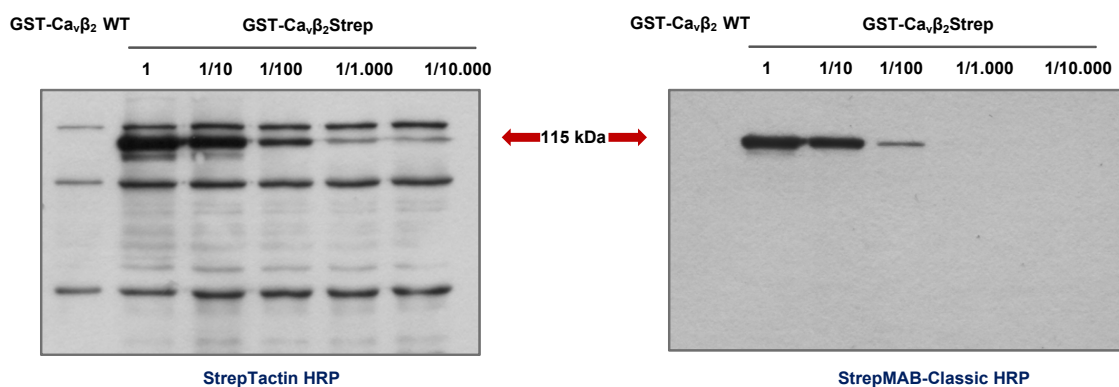 GST-Caᵥβ₂ WT GST-Caᵥβ₂Strep
1 1/10 1/100 1/1.000 1/10.000
StrepTactin HRP
115 kDa
GST-Caᵥβ₂ WT GST-Caᵥβ₂Strep
1 1/10 1/100 1/1.000 1/10.000
StrepMAB-Classic HRP